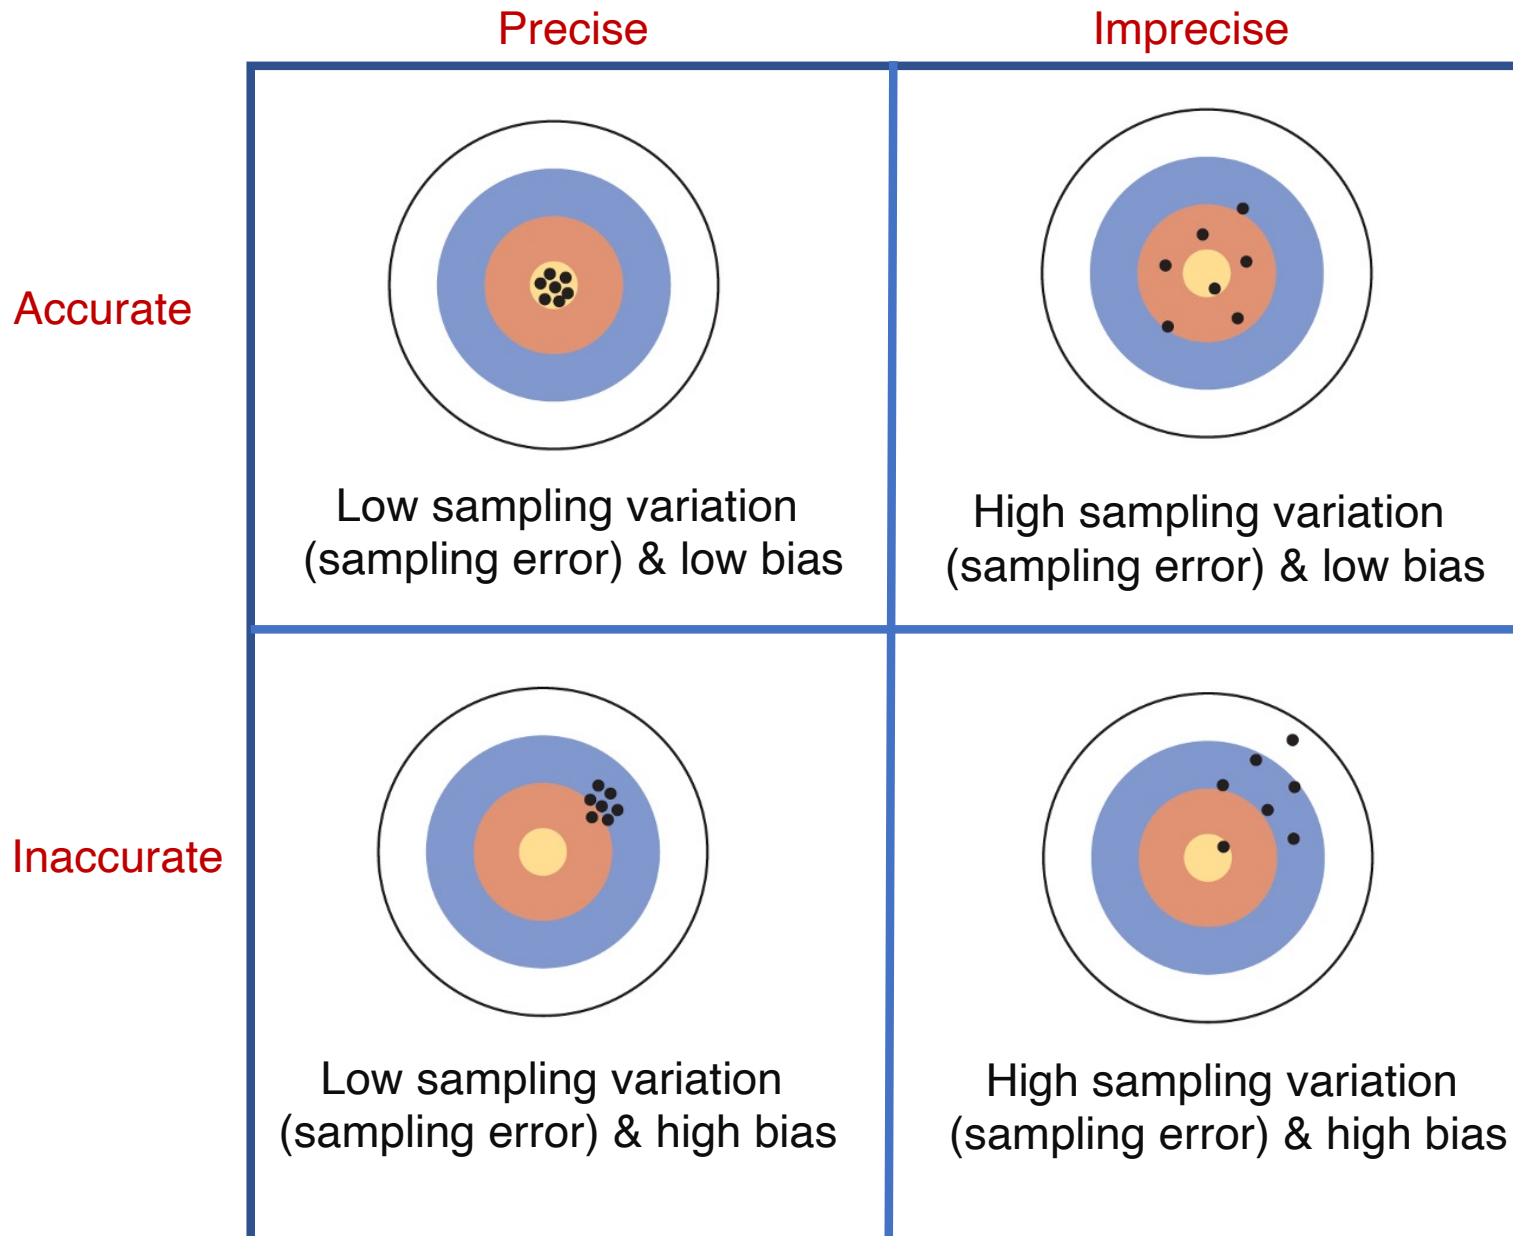 Precise
Imprecise
Accurate
Low sampling variation
(sampling error) & low bias
High sampling variation
(sampling error) & low bias
Inaccurate
Low sampling variation
(sampling error) & high bias
High sampling variation
(sampling error) & high bias